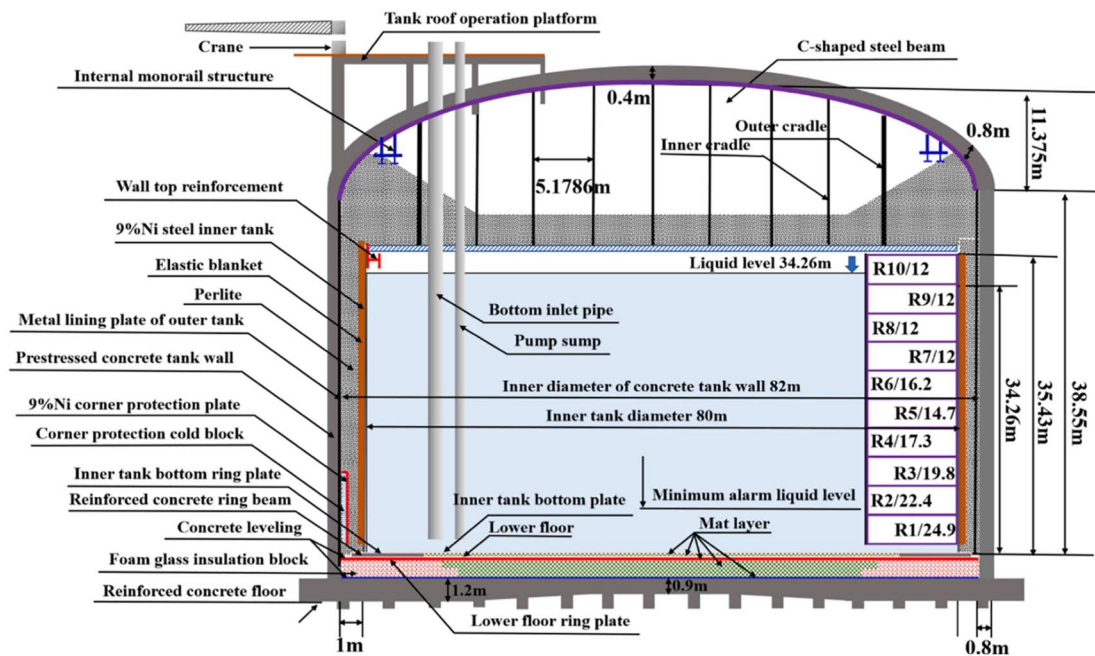 Tank roof operation platform
Crane
C-shaped steel beam
Internal monorail structure
0.4m
Outer cradle
0.8m
11.375m
Inner cradle
5.1786m
Wall top reinforcement
9%Ni steel inner tank
Liquid level 34.26m
R10/12
Elastic blanket
R9/12
Perlite
Bottom inlet pipe
R8/12
Metal lining plate of outer tank
Pump sump
R7/12
Prestressed concrete tank wall
Inner diameter of concrete tank wall 82m
R6/16.2
34.26m
35.43m
38.55m
9%Ni corner protection plate
Inner tank diameter 80m
R5/14.7
Corner protection cold block
R4/17.3
Inner tank bottom ring plate
R3/19.8
Reinforced concrete ring beam
Inner tank bottom plate
Minimum alarm liquid level
R2/22.4
Concrete leveling
Lower floor
Mat layer
R1/24.9
Foam glass insulation block
Reinforced concrete floor
1.2m
0.9m
Lower floor ring plate
1m
0.8m